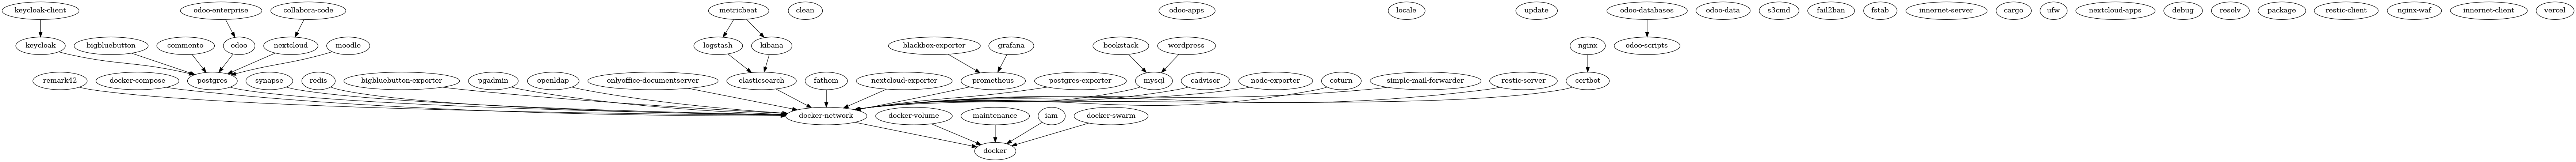 keycloak-client
odoo-enterprise
collabora-code
metricbeat
clean
odoo-apps
locale
update
odoo-databases
odoo-data
s3cmd
fail2ban
fstab
innernet-server
cargo
ufw
nextcloud-apps
debug
resolv
package
restic-client
nginx-waf
innernet-client
vercel
keycloak
bigbluebutton
commento
odoo
nextcloud
moodle
logstash
kibana
blackbox-exporter
grafana
bookstack
wordpress
nginx
odoo-scripts
remark42
docker-compose
postgres
synapse
redis
bigbluebutton-exporter
pgadmin
openldap
onlyoffice-documentserver
elasticsearch
fathom
nextcloud-exporter
prometheus
postgres-exporter
mysql
cadvisor
node-exporter
coturn
simple-mail-forwarder
restic-server
certbot
docker-network
docker-volume
maintenance
iam
docker-swarm
docker